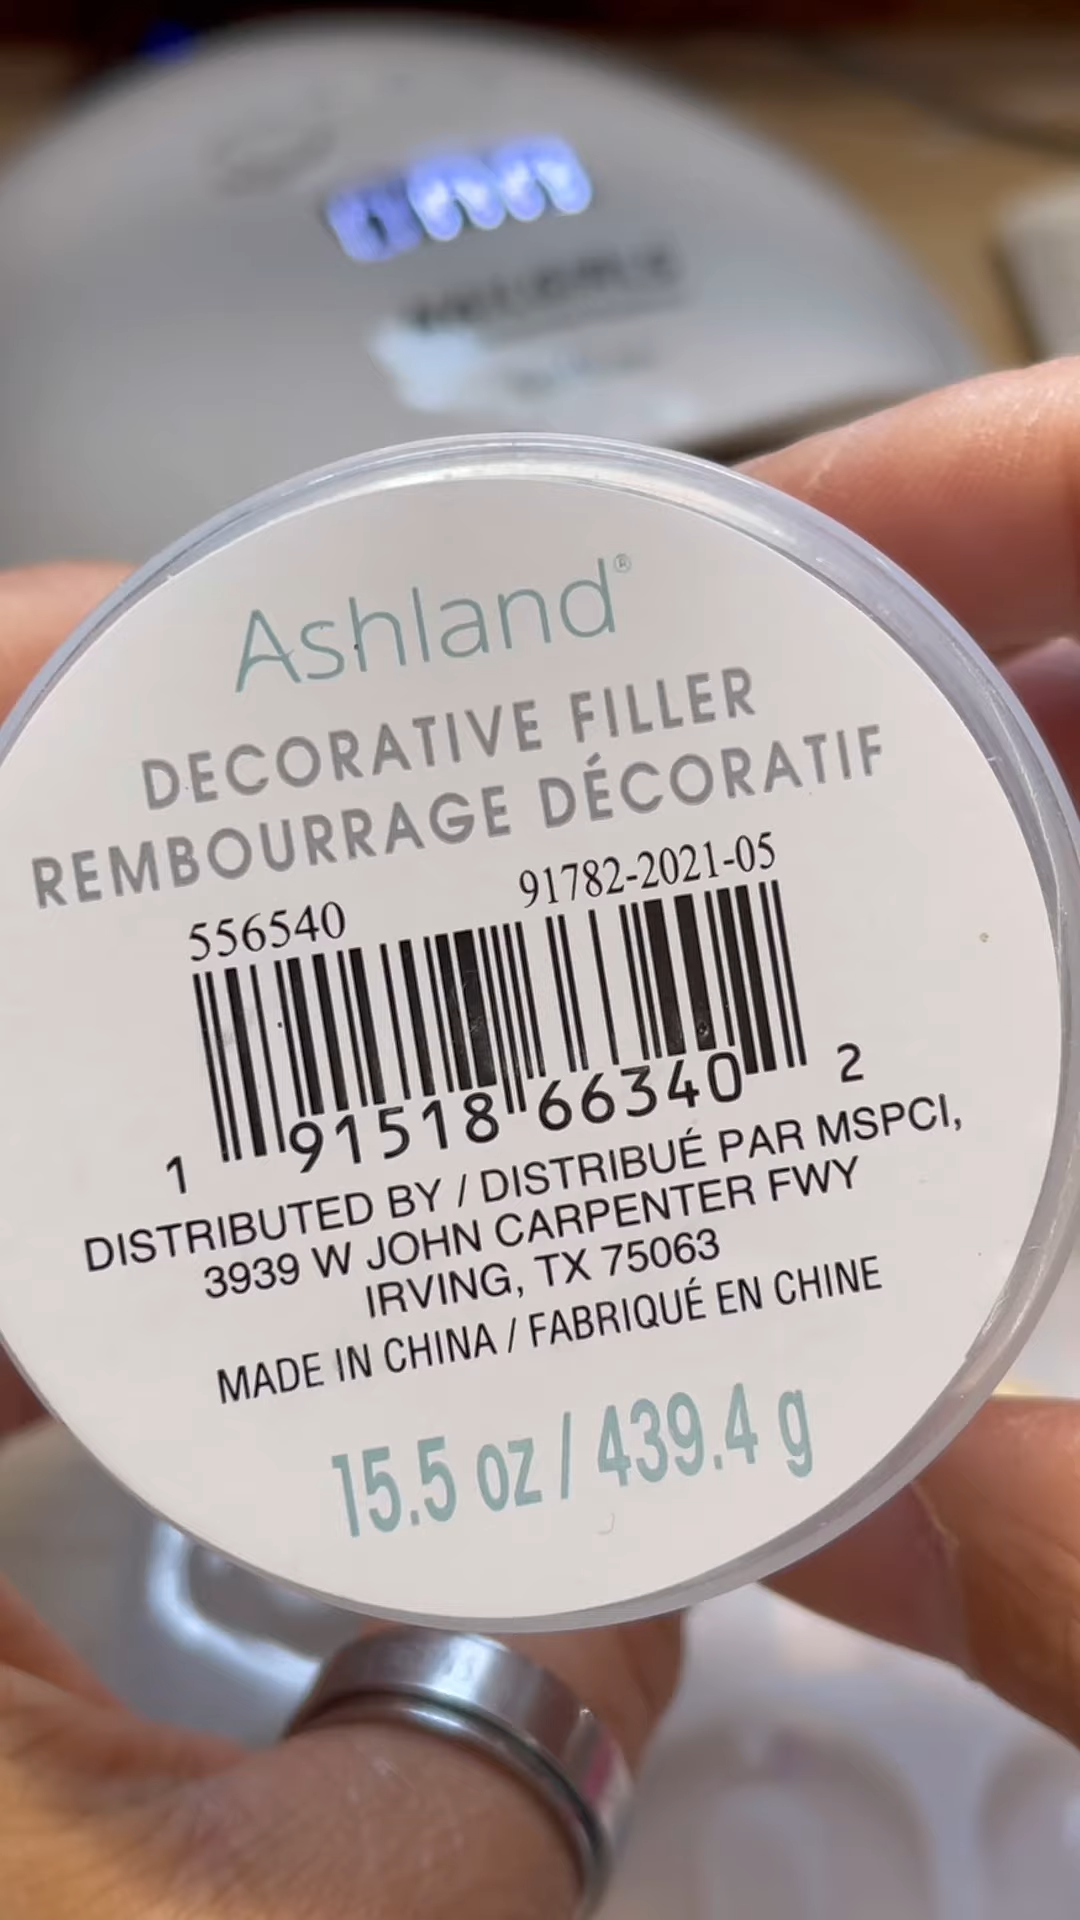 Ashland®
DECORATIVE FILLER
REMBOURRAGE DÉCORATIF
556540 91782-2021-05
1 91518 66340 2
DISTRIBUTED BY / DISTRIBUÉ PAR MSPCI,
3939 W JOHN CARPENTER FWY
IRVING, TX 75063
MADE IN CHINA / FABRIQUÉ EN CHINE
15.5 oz / 439.4 g